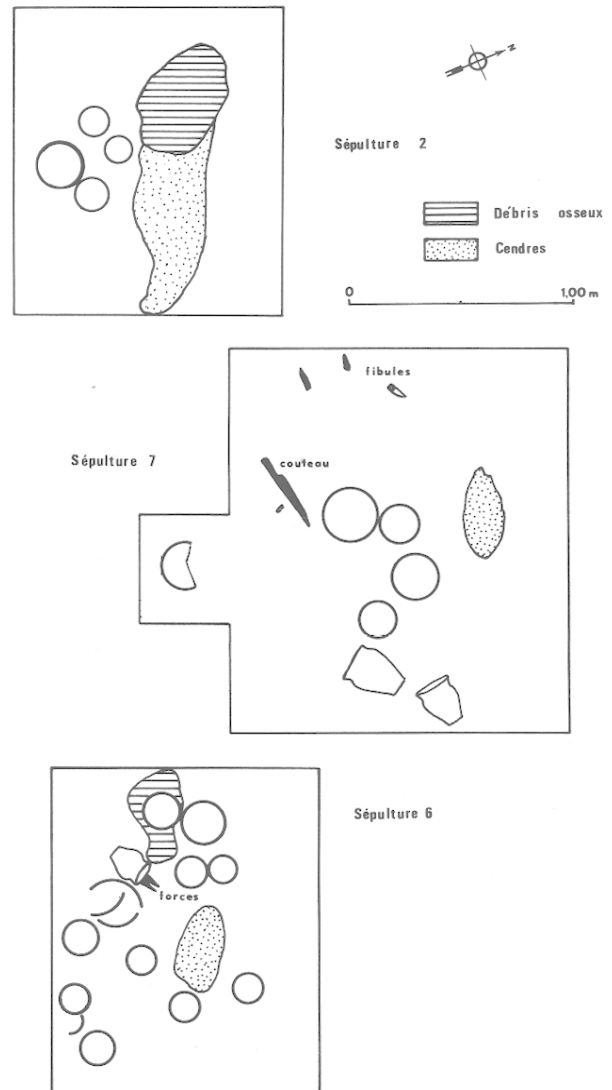 N
Sépulture 2
Débris osseux
Cendres
0 1,00 m
fibules
Sépulture 7
couteau
Sépulture 6
forces